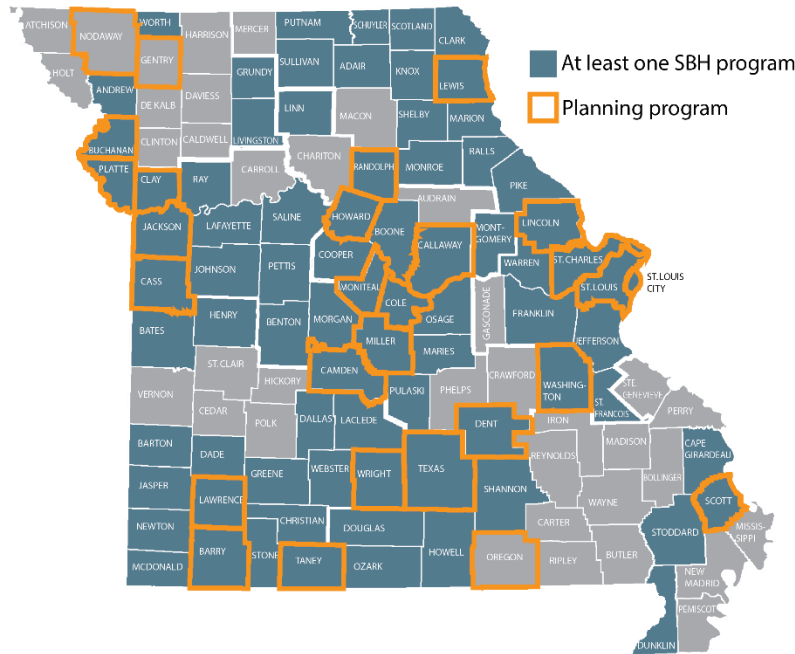 ATCHISON
NODAWAY
WORTH
HARRISON
MERCER
PUTNAM
SCHUYLER
SCOTLAND
CLARK
HOLT
GENTRY
GRUNDY
SULLIVAN
ADAIR
KNOX
LEWIS
At least one SBH program
Planning program
ANDREW
DE KALB
DAVIESS
LIVINGSTON
LINN
MACON
SHELBY
MARION
BUCHANAN
CLINTON
CALDWELL
CHARITON
RANDOLPH
MONROE
RALLS
PLATTE
CLAY
RAY
CARROLL
AUDRAIN
PIKE
JACKSON
LAFAYETTE
SALINE
HOWARD
BOONE
CALLAWAY
MONT-
GOMERY
LINCOLN
CASS
JOHNSON
PETTIS
COOPER
MONITEAU
COLE
OSAGE
GASCONADE
WARREN
ST.CHARLES
ST.LOUIS
ST.LOUIS
CITY
BATES
HENRY
BENTON
MORGAN
MILLER
MARIES
FRANKLIN
JEFFERSON
VERNON
ST.CLAIR
HICKORY
CAMDEN
PULASKI
PHELPS
CRAWFORD
WASHING-
TON
ST.
FRANCOIS
STE.
GENEVIEVE
PERRY
BARTON
CEDAR
POLK
DALLAS
LACLEDE
DENT
IRON
MADISON
CAPE
GIRARDEAU
JASPER
DADE
GREENE
WEBSTER
WRIGHT
TEXAS
SHANNON
REYNOLDS
WAYNE
BOLLINGER
SCOTT
NEWTON
LAWRENCE
CHRISTIAN
DOUGLAS
HOWELL
CARTER
STODDARD
MISSIS-
SIPPI
MCDONALD
BARRY
STONE
TANEY
OZARK
OREGON
RIPLEY
BUTLER
NEW
MADRID
PEMISCOT
DUNKLIN